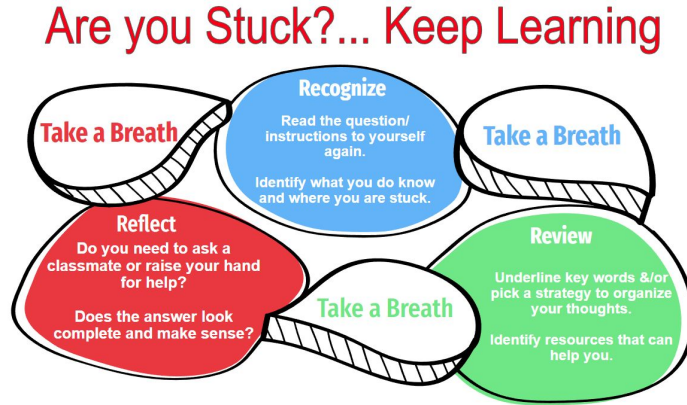 Are you Stuck?... Keep Learning
Take a Breath
Recognize
Read the question/
instructions to yourself
again.
Identify what you do know
and where you are stuck.
Take a Breath
Review
Underline key words &/or
pick a strategy to organize
your thoughts.
Identify resources that can
help you.
Take a Breath
Reflect
Do you need to ask a
classmate or raise your hand
for help?
Does the answer look
complete and make sense?